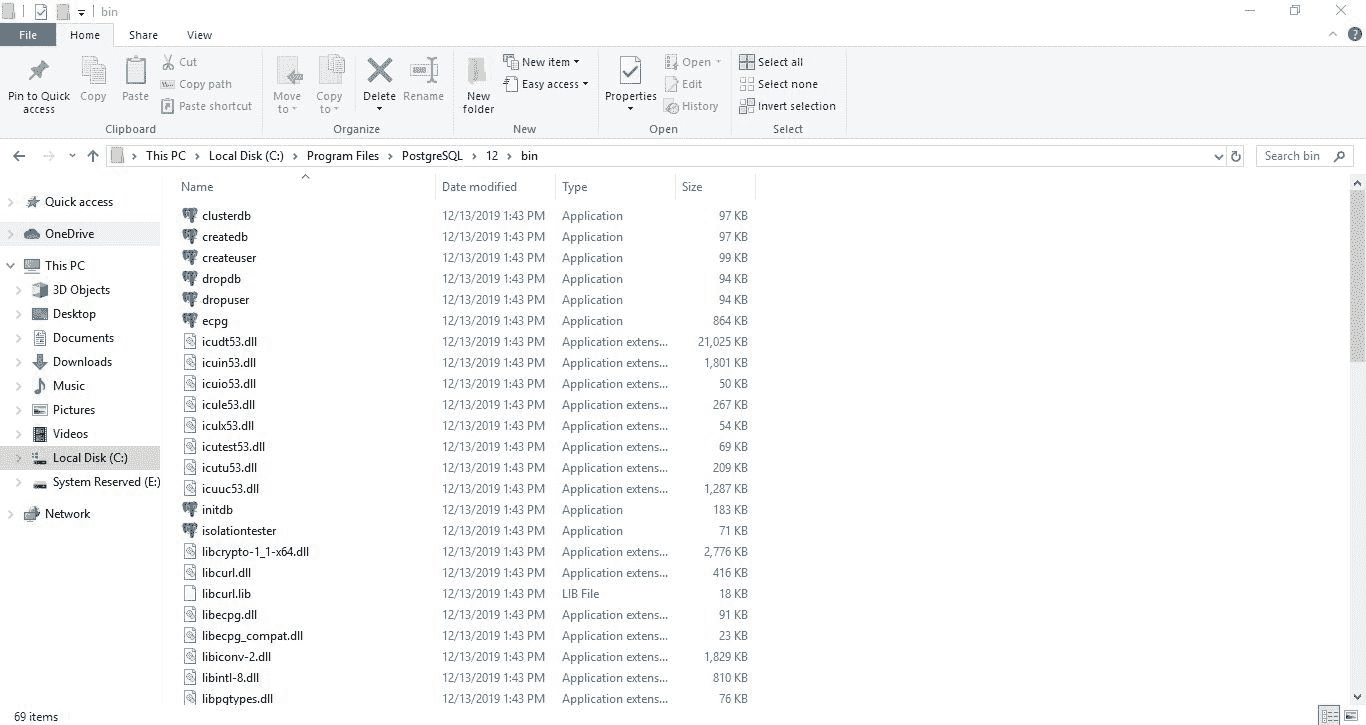 bin
File Home Share View
Cut
Copy path
Paste shortcut
Pin to Quick access
Copy
Paste
Clipboard
Move to
Copy to
Delete
Rename
Organize
New folder
New item
Easy access
New
Properties
Open
Edit
History
Open
Select all
Select none
Invert selection
Select
This PC Local Disk (C:) Program Files PostgreSQL 12 bin
Search bin
Quick access
OneDrive
This PC
3D Objects
Desktop
Documents
Downloads
Music
Pictures
Videos
Local Disk (C:)
System Reserved (E:)
Network
Name Date modified Type Size
clusterdb 12/13/2019 1:43 PM Application 97 KB
createdb 12/13/2019 1:43 PM Application 97 KB
createuser 12/13/2019 1:43 PM Application 99 KB
dropdb 12/13/2019 1:43 PM Application 94 KB
dropuser 12/13/2019 1:43 PM Application 94 KB
ecpg 12/13/2019 1:43 PM Application 864 KB
icudt53.dll 12/13/2019 1:43 PM Application extens... 21,025 KB
icuin53.dll 12/13/2019 1:43 PM Application extens... 1,801 KB
icuio53.dll 12/13/2019 1:43 PM Application extens... 50 KB
icule53.dll 12/13/2019 1:43 PM Application extens... 267 KB
iculx53.dll 12/13/2019 1:43 PM Application extens... 54 KB
icutest53.dll 12/13/2019 1:43 PM Application extens... 69 KB
icutu53.dll 12/13/2019 1:43 PM Application extens... 209 KB
icuuc53.dll 12/13/2019 1:43 PM Application extens... 1,287 KB
initdb 12/13/2019 1:43 PM Application 183 KB
isolationtester 12/13/2019 1:43 PM Application 71 KB
libcrypto-1_1-x64.dll 12/13/2019 1:43 PM Application extens... 2,776 KB
libcurl.dll 12/13/2019 1:43 PM Application extens... 416 KB
libcurl.lib 12/13/2019 1:43 PM LIB File 18 KB
libecpg.dll 12/13/2019 1:43 PM Application extens... 91 KB
libecpg_compat.dll 12/13/2019 1:43 PM Application extens... 23 KB
libiconv-2.dll 12/13/2019 1:43 PM Application extens... 1,829 KB
libintl-8.dll 12/13/2019 1:43 PM Application extens... 810 KB
libpgtypes.dll 12/13/2019 1:43 PM Application extens... 76 KB
69 items